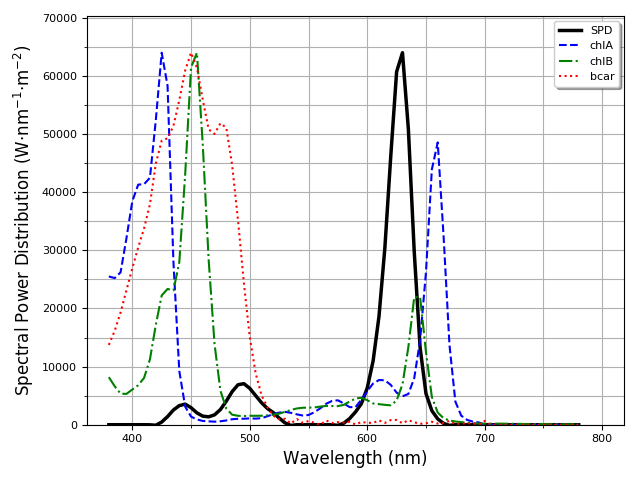 70000
60000
50000
40000
30000
20000
10000
0
Spectral Power Distribution (W·nm⁻¹·m⁻²)
SPD
chlA
chlB
bcar
400 500 600 700 800
Wavelength (nm)